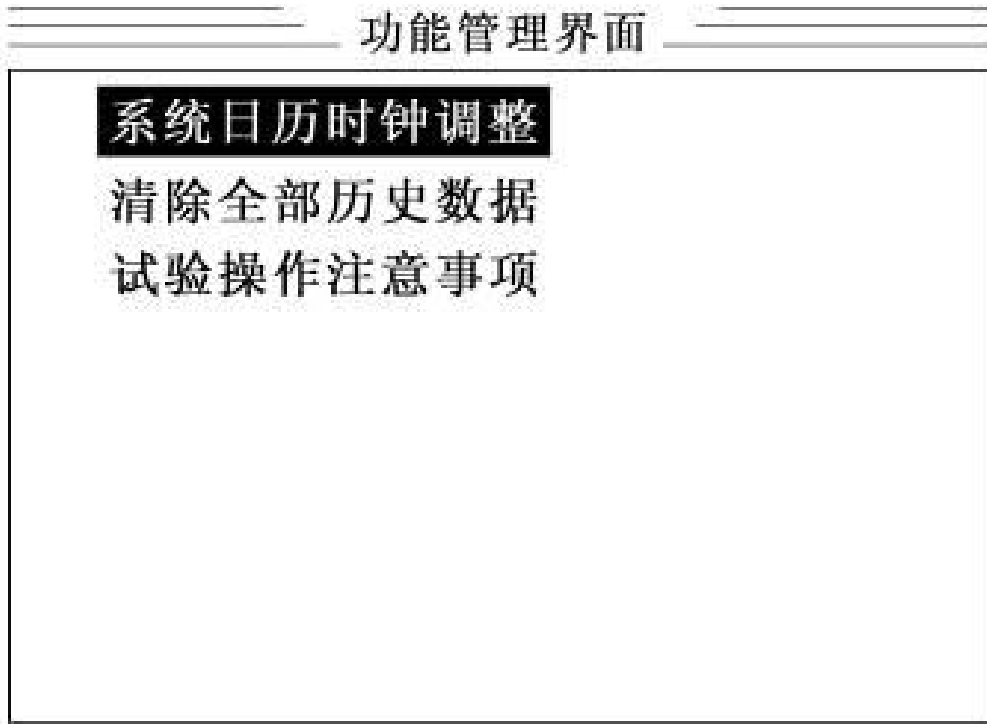 功能管理界面
系统日历时钟调整
清除全部历史数据
试验操作注意事项